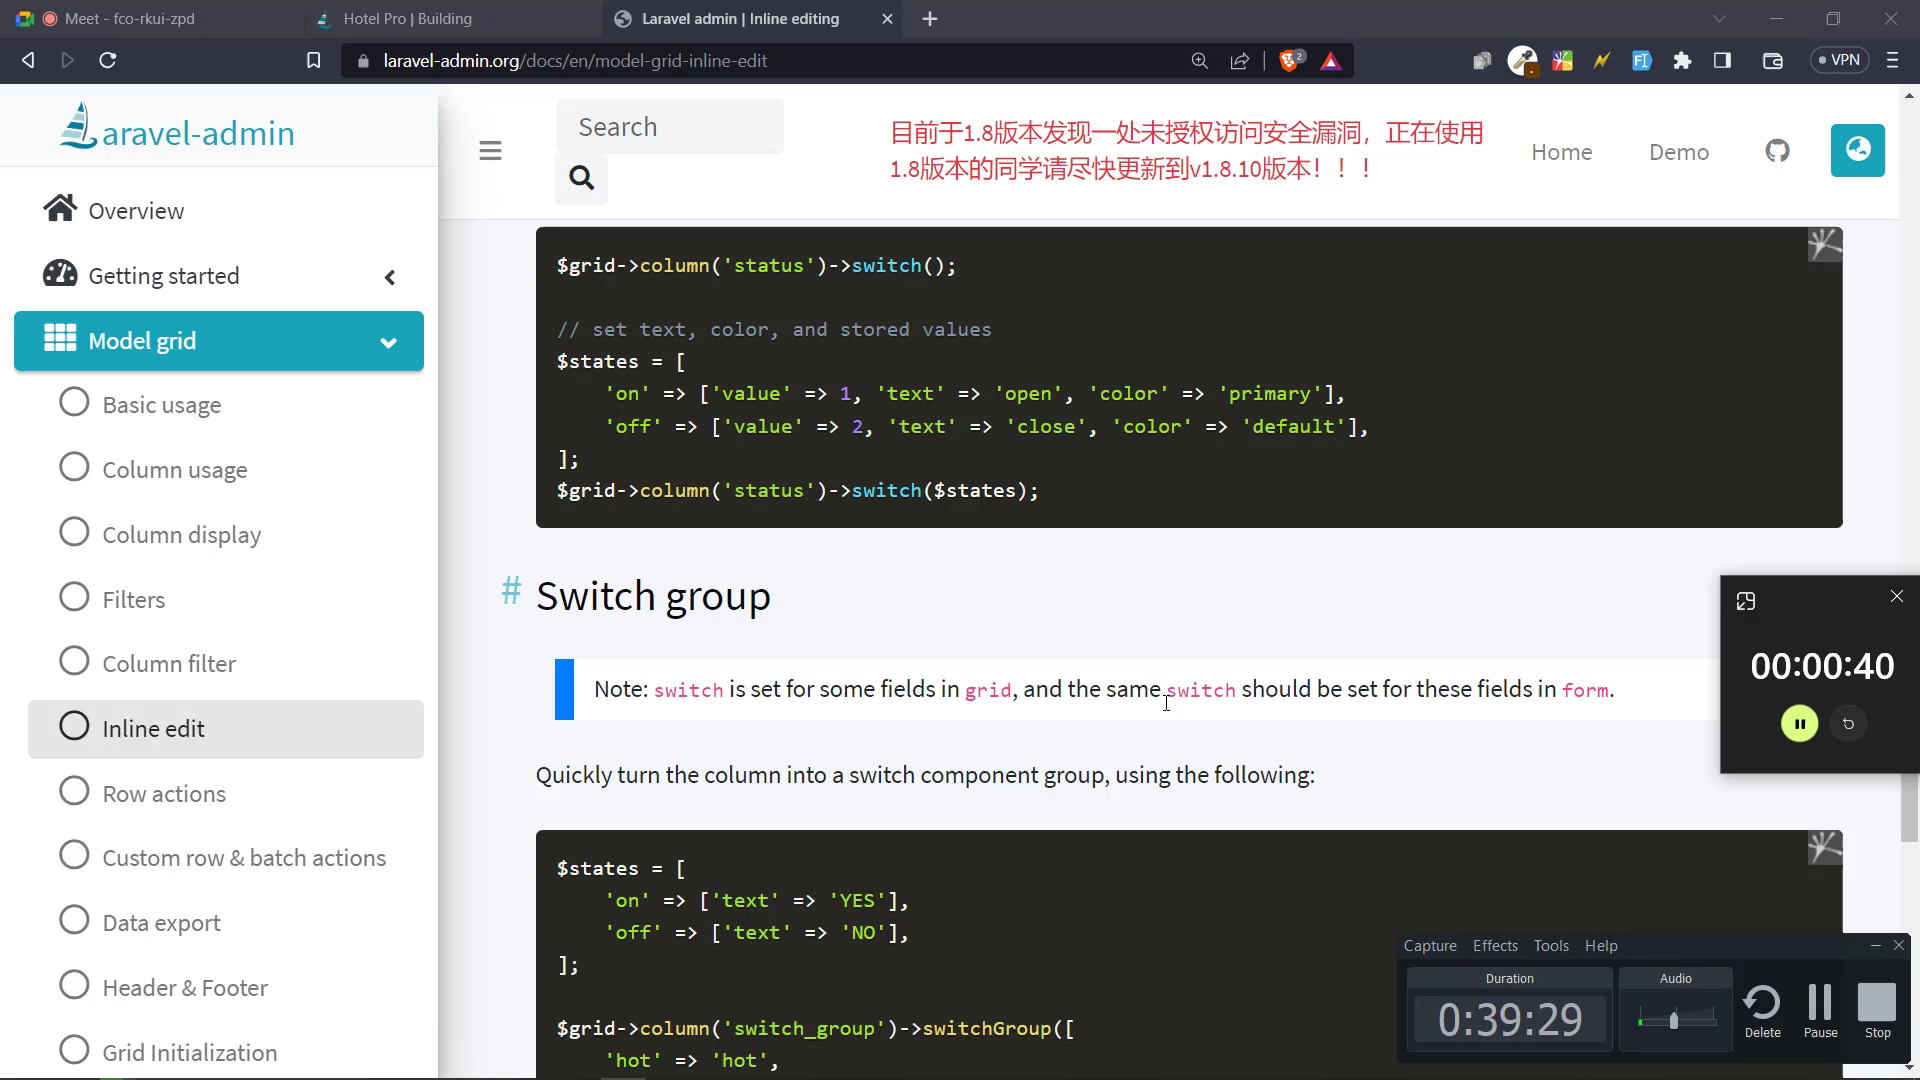 Meet - fco-rkui-zpd
Hotel Pro | Building
Laravel admin | Inline editing
laravel-admin.org/docs/en/model-grid-inline-edit
2
VPN
aravel-admin
Search
目前于1.8版本发现一处未授权访问安全漏洞，正在使用
1.8版本的同学请尽快更新到v1.8.10版本！！！
Home
Demo
Overview
Getting started
Model grid
Basic usage
Column usage
Column display
Filters
Column filter
Inline edit
Row actions
Custom row & batch actions
Data export
Header & Footer
Grid Initialization
$grid->column('status')->switch();
// set text, color, and stored values
$states = [
'on' => ['value' => 1, 'text' => 'open', 'color' => 'primary'],
'off' => ['value' => 2, 'text' => 'close', 'color' => 'default'],
];
$grid->column('status')->switch($states);
# Switch group
Note: switch is set for some fields in grid, and the same switch should be set for these fields in form.
Quickly turn the column into a switch component group, using the following:
$states = [
'on' => ['text' => 'YES'],
'off' => ['text' => 'NO'],
];
$grid->column('switch_group')->switchGroup([
'hot' => 'hot',
00:00:40
Capture Effects Tools Help
Duration
0:39:29
Audio
Delete
Pause
Stop